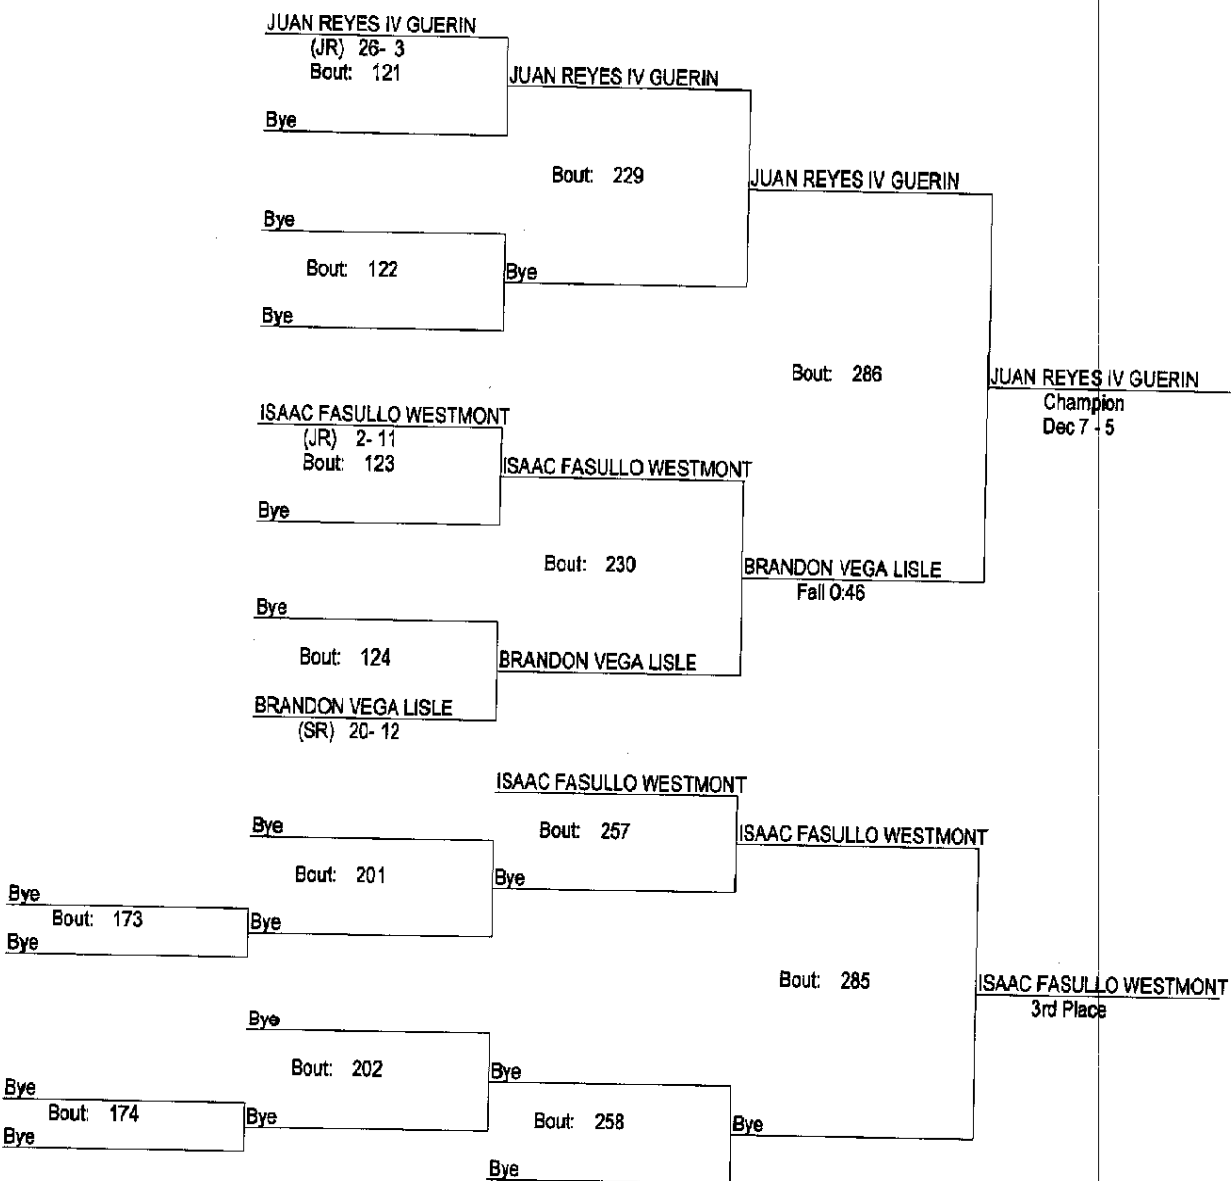 JUAN REYES IV GUERIN
(JR) 26- 3
Bout: 121
JUAN REYES IV GUERIN
Bye
Bout: 229
JUAN REYES IV GUERIN
Bye
Bout: 122
Bye
Bye
Bout: 286
JUAN REYES IV GUERIN
Champion
Dec 7 - 5
ISAAC FASULLO WESTMONT
(JR) 2- 11
Bout: 123
ISAAC FASULLO WESTMONT
Bye
Bout: 230
BRANDON VEGA LISLE
Fall 0:46
Bye
Bout: 124
BRANDON VEGA LISLE
BRANDON VEGA LISLE
(SR) 20- 12
ISAAC FASULLO WESTMONT
Bye
Bout: 257
ISAAC FASULLO WESTMONT
Bout: 201
Bye
Bye
Bout: 173
Bye
Bye
Bout: 285
ISAAC FASULLO WESTMONT
3rd Place
Bye
Bout: 202
Bye
Bye
Bout: 174
Bye
Bout: 258
Bye
Bye
Bye